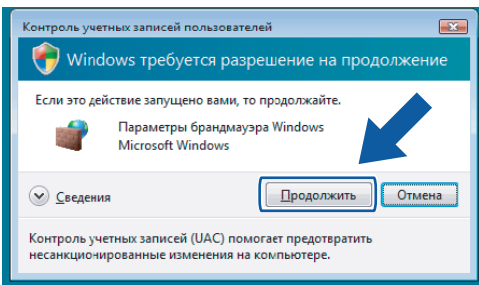 Контроль учетных записей пользователей
Windows требуется разрешение на продолжение
Если это действие запущено вами, то продолжайте.
Параметры брандмауэра Windows
Microsoft Windows
Сведения
Продолжить
Отмена
Контроль учетных записей (UAC) помогает предотвратить
несанкционированные изменения на компьютере.